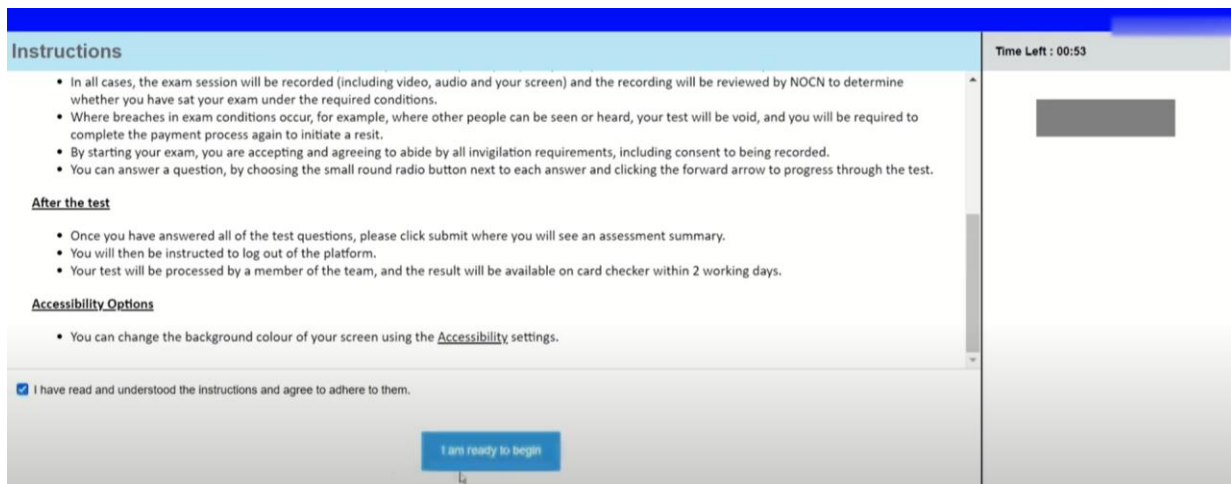 Instructions
Time Left : 00:53
• In all cases, the exam session will be recorded (including video, audio and your screen) and the recording will be reviewed by NOCN to determine
whether you have sat your exam under the required conditions.
• Where breaches in exam conditions occur, for example, where other people can be seen or heard, your test will be void, and you will be required to
complete the payment process again to initiate a resit.
• By starting your exam, you are accepting and agreeing to abide by all invigilation requirements, including consent to being recorded.
• You can answer a question, by choosing the small round radio button next to each answer and clicking the forward arrow to progress through the test.
After the test
• Once you have answered all of the test questions, please click submit where you will see an assessment summary.
• You will then be instructed to log out of the platform.
• Your test will be processed by a member of the team, and the result will be available on card checker within 2 working days.
Accessibility Options
• You can change the background colour of your screen using the Accessibility settings.
I have read and understood the instructions and agree to adhere to them.
I am ready to begin